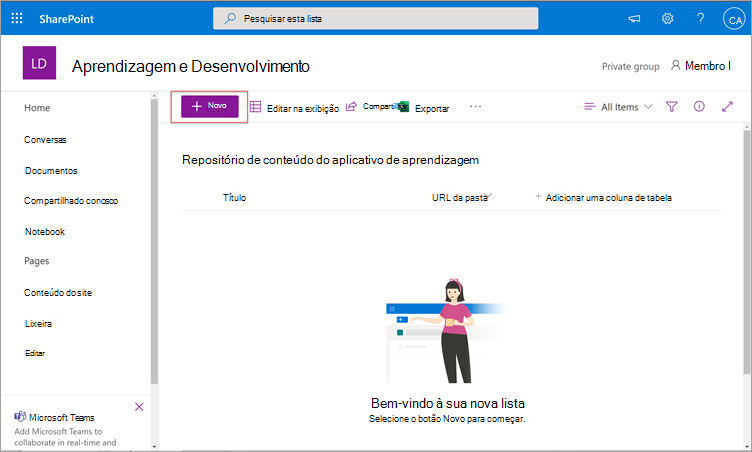 SharePoint
Pesquisar esta lista
CA
LD
Aprendizagem e Desenvolvimento
Private group
Membro I
Home
Conversas
Documentos
Compartilhado conosco
Notebook
Pages
Conteúdo do site
Lixeira
Editar
Microsoft Teams
Add Microsoft Teams to
collaborate in real-time and
Novo
Editar na exibição
Exportar
All Items
Repositório de conteúdo do aplicativo de aprendizagem
Título
URL da pasta
Adicionar uma coluna de tabela
Bem-vindo à sua nova lista
Selecione o botão Novo para começar.